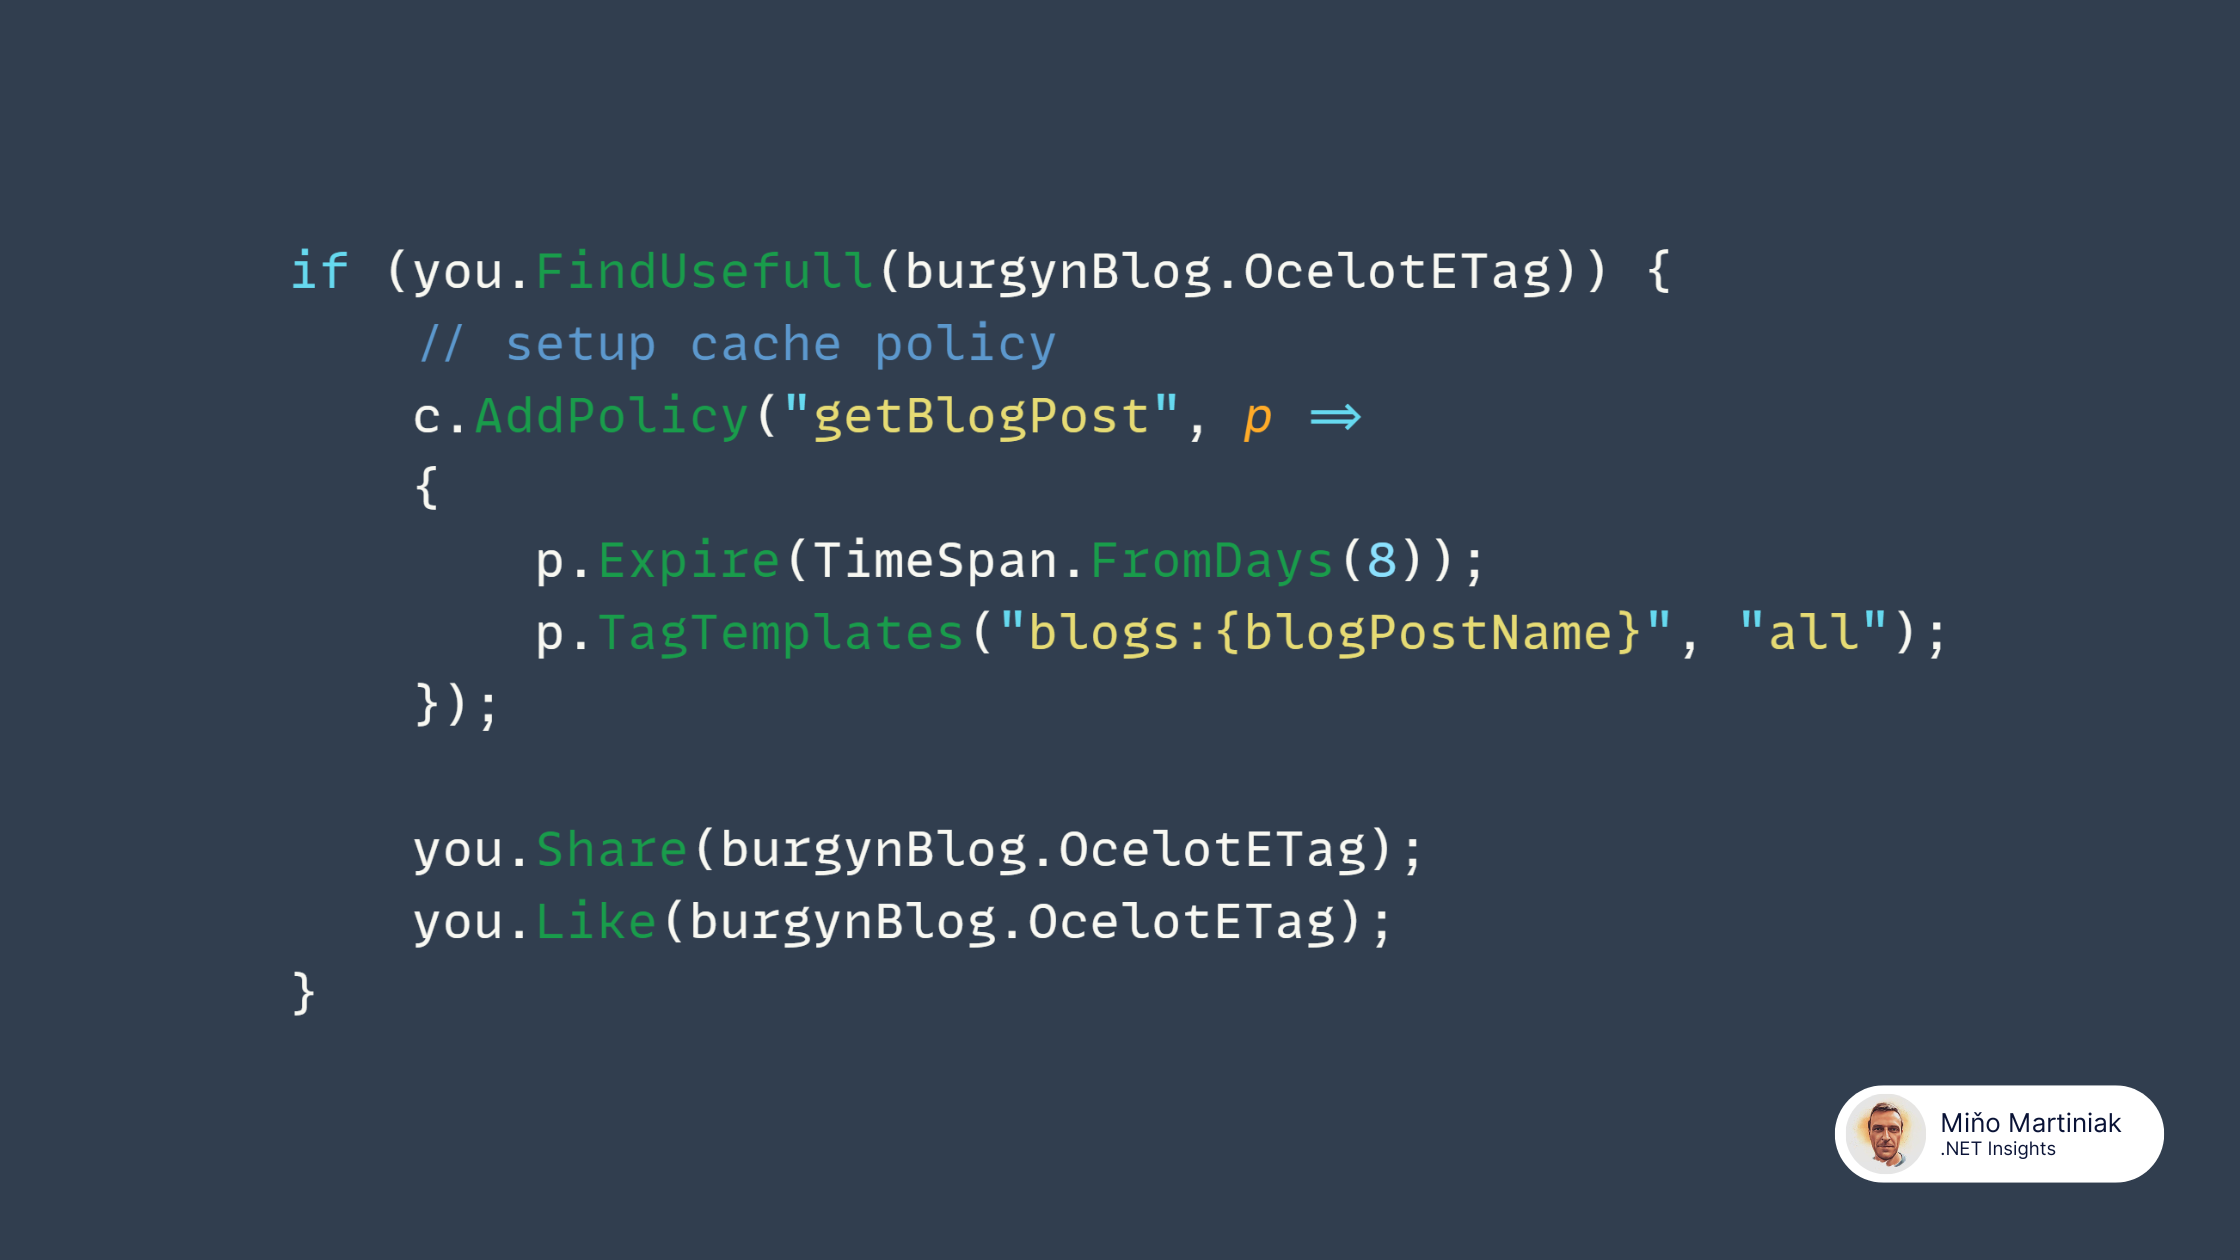 if (you.FindUsefull(burgynBlog.OcelotETag)) {
// setup cache policy
c.AddPolicy("getBlogPost", p =>
{
p.Expire(TimeSpan.FromDays(8));
p.TagTemplates("blogs:{blogPostName}", "all");
});
you.Share(burgynBlog.OcelotETag);
you.Like(burgynBlog.OcelotETag);
}
Miňo Martiniak
.NET Insights